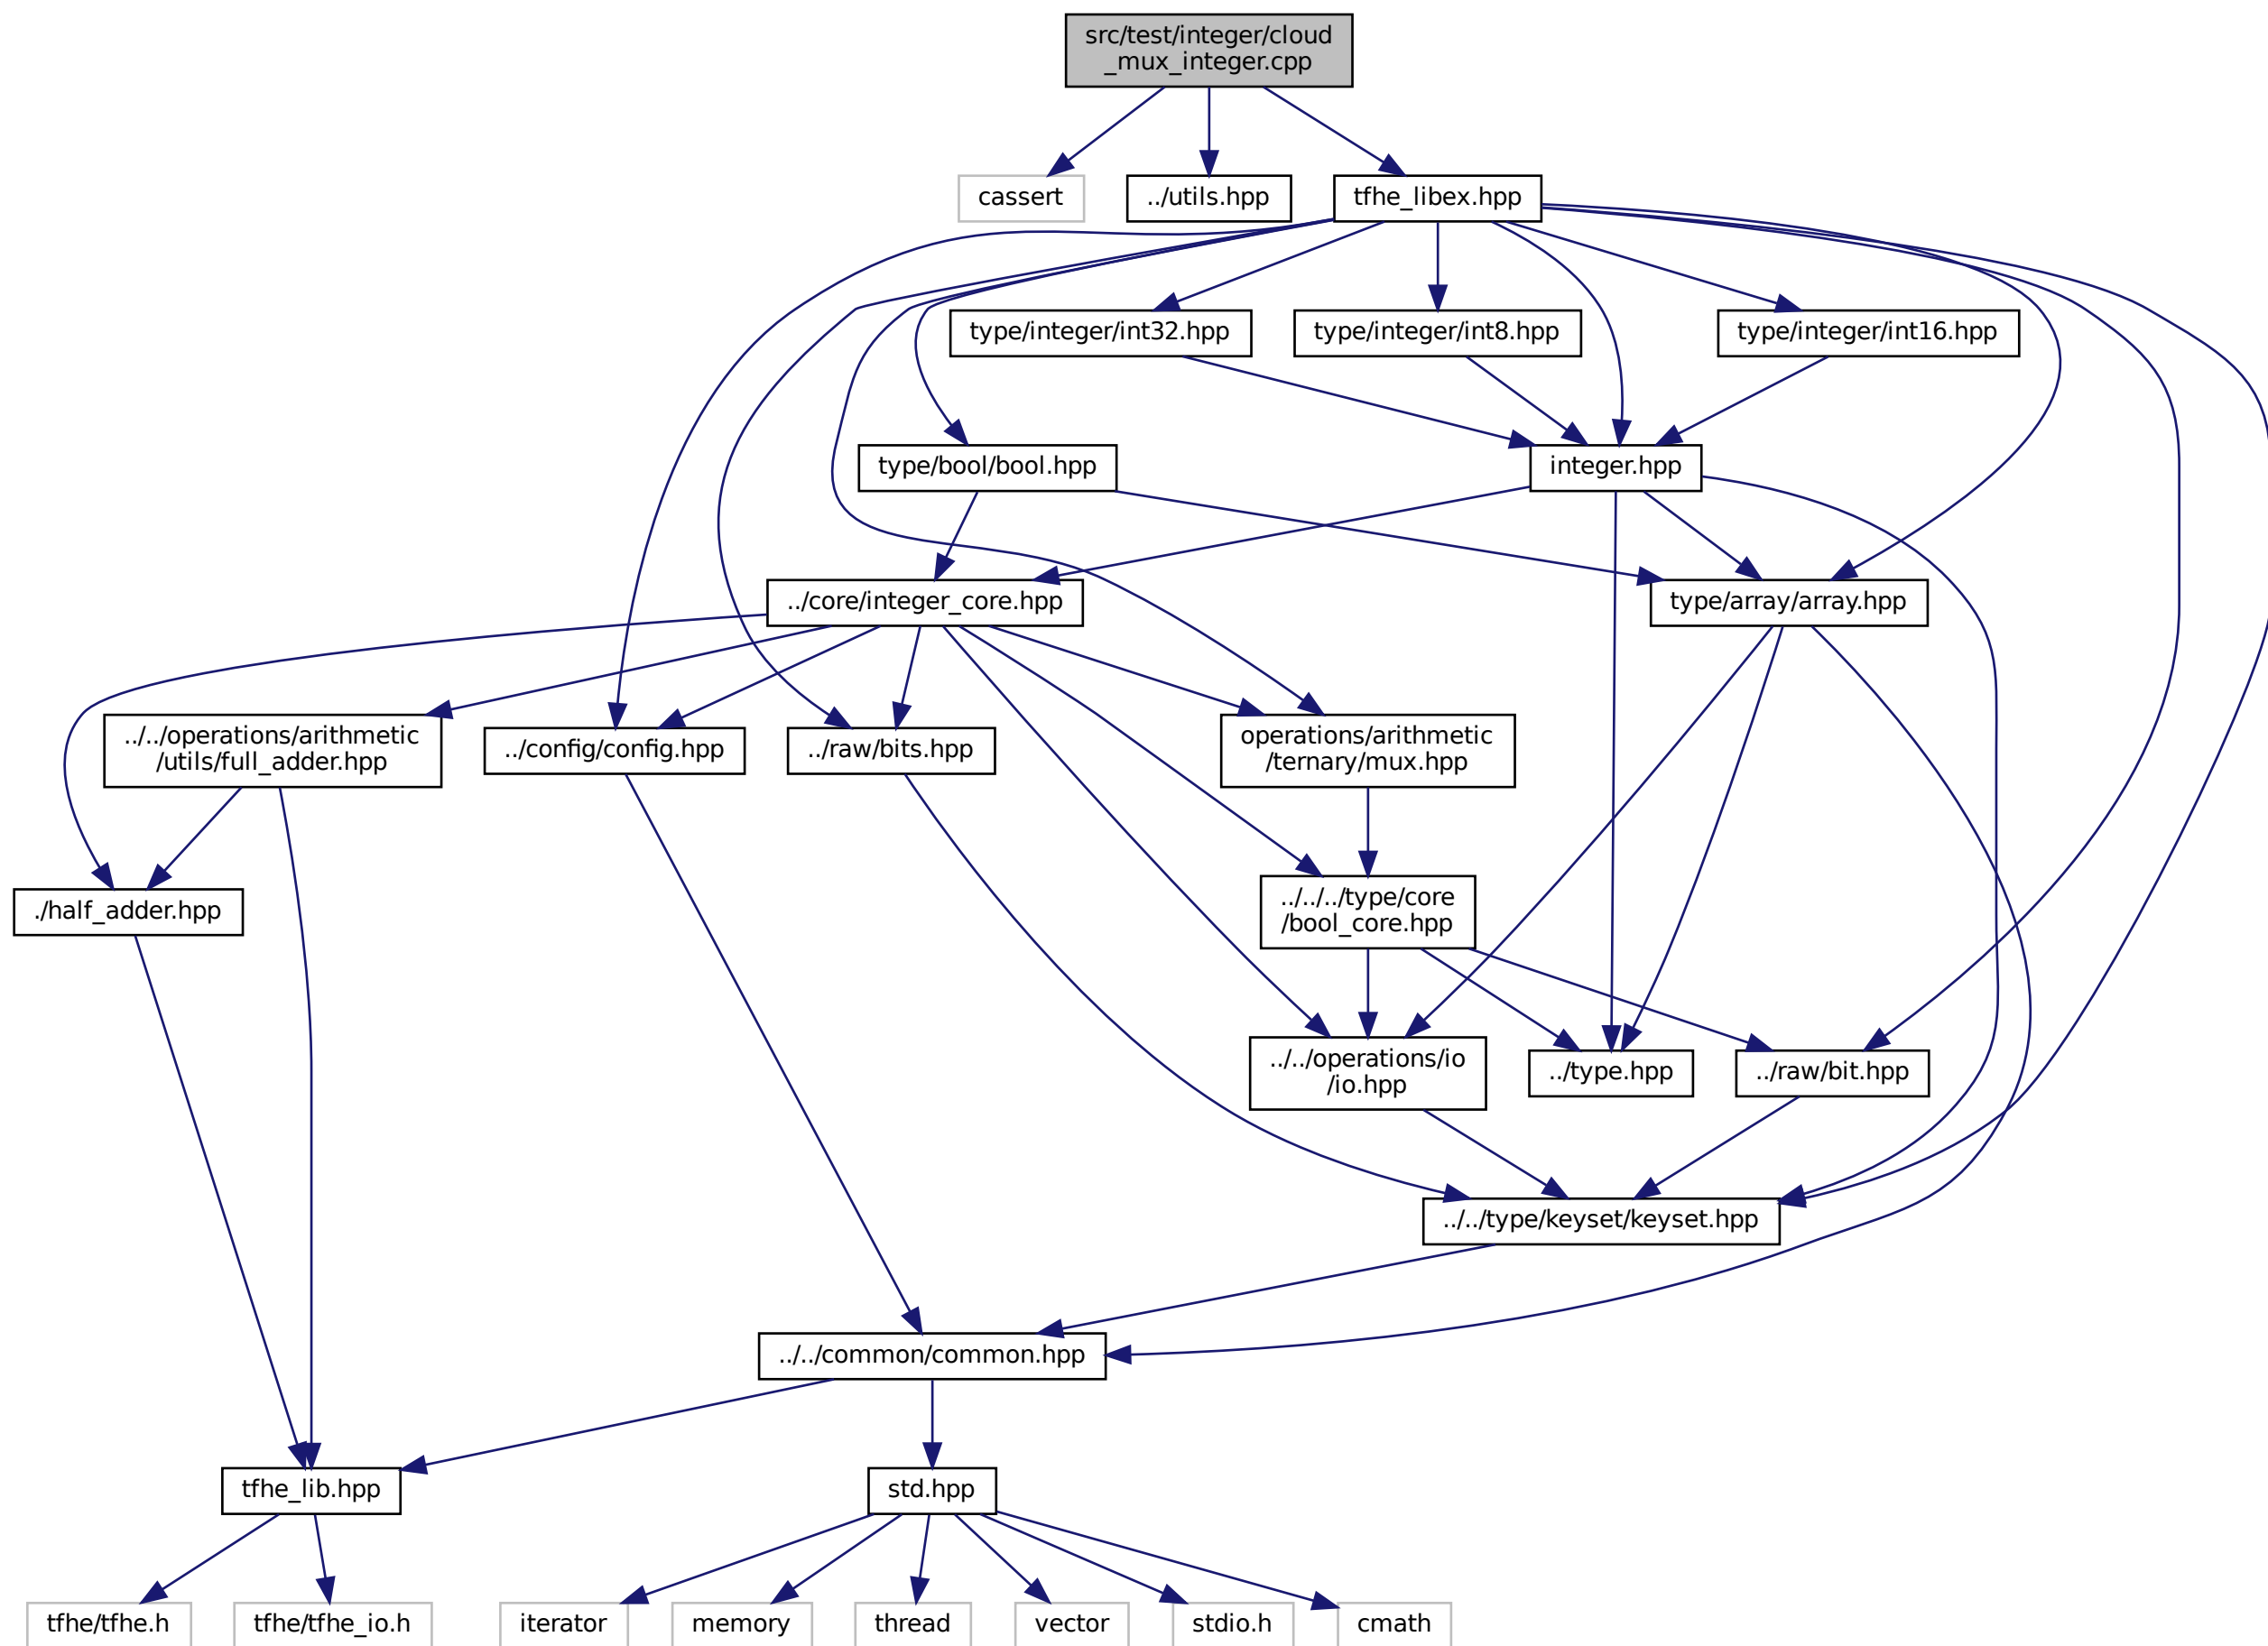 src/test/integer/cloud
_mux_integer.cpp
cassert
../utils.hpp
tfhe_libex.hpp
type/integer/int32.hpp
type/integer/int8.hpp
type/integer/int16.hpp
type/bool/bool.hpp
integer.hpp
../core/integer_core.hpp
type/array/array.hpp
../../operations/arithmetic
/utils/full_adder.hpp
../config/config.hpp
../raw/bits.hpp
operations/arithmetic
/ternary/mux.hpp
./half_adder.hpp
../../../type/core
/bool_core.hpp
../../operations/io
/io.hpp
../type.hpp
../raw/bit.hpp
../../type/keyset/keyset.hpp
../../common/common.hpp
tfhe_lib.hpp
std.hpp
tfhe/tfhe.h
tfhe/tfhe_io.h
iterator
memory
thread
vector
stdio.h
cmath